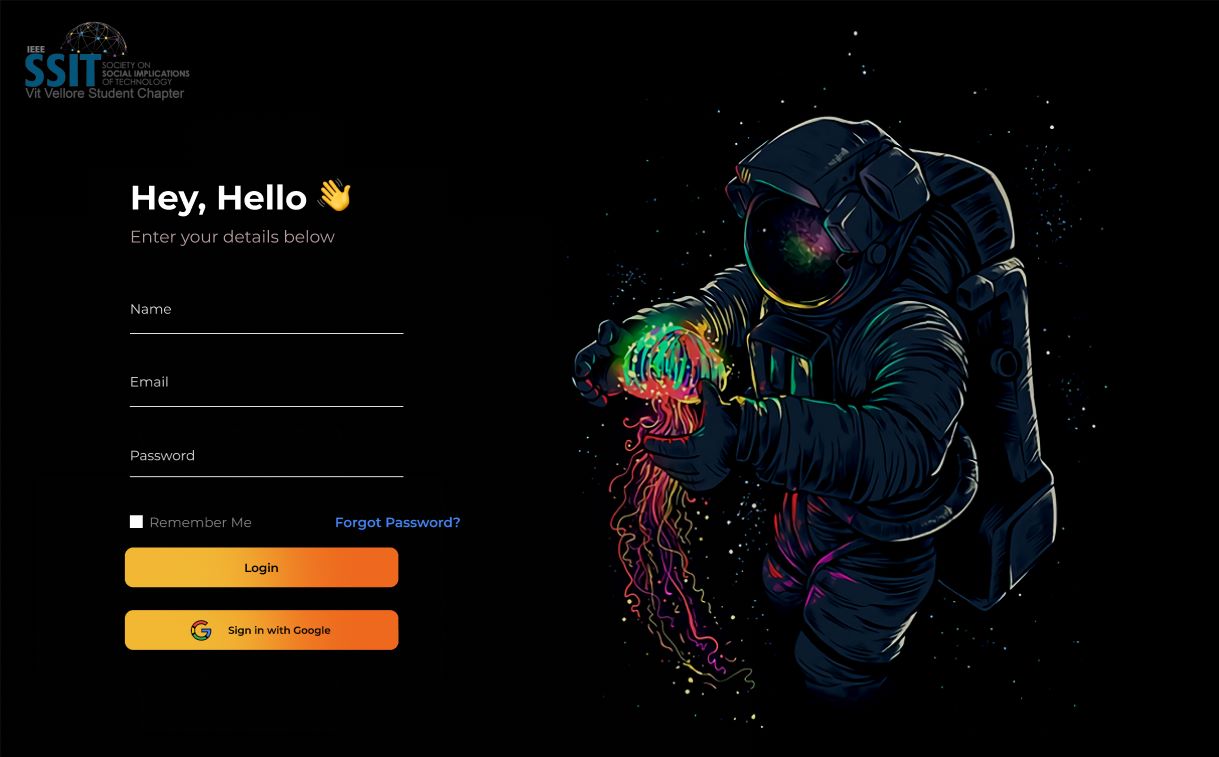 IEEE
SSIT
SOCIETY ON
SOCIAL IMPLICATIONS
OF TECHNOLOGY
Vit Vellore Student Chapter
Hey, Hello 👋
Enter your details below
Name
Email
Password
Remember Me
Forgot Password?
Login
Sign in with Google